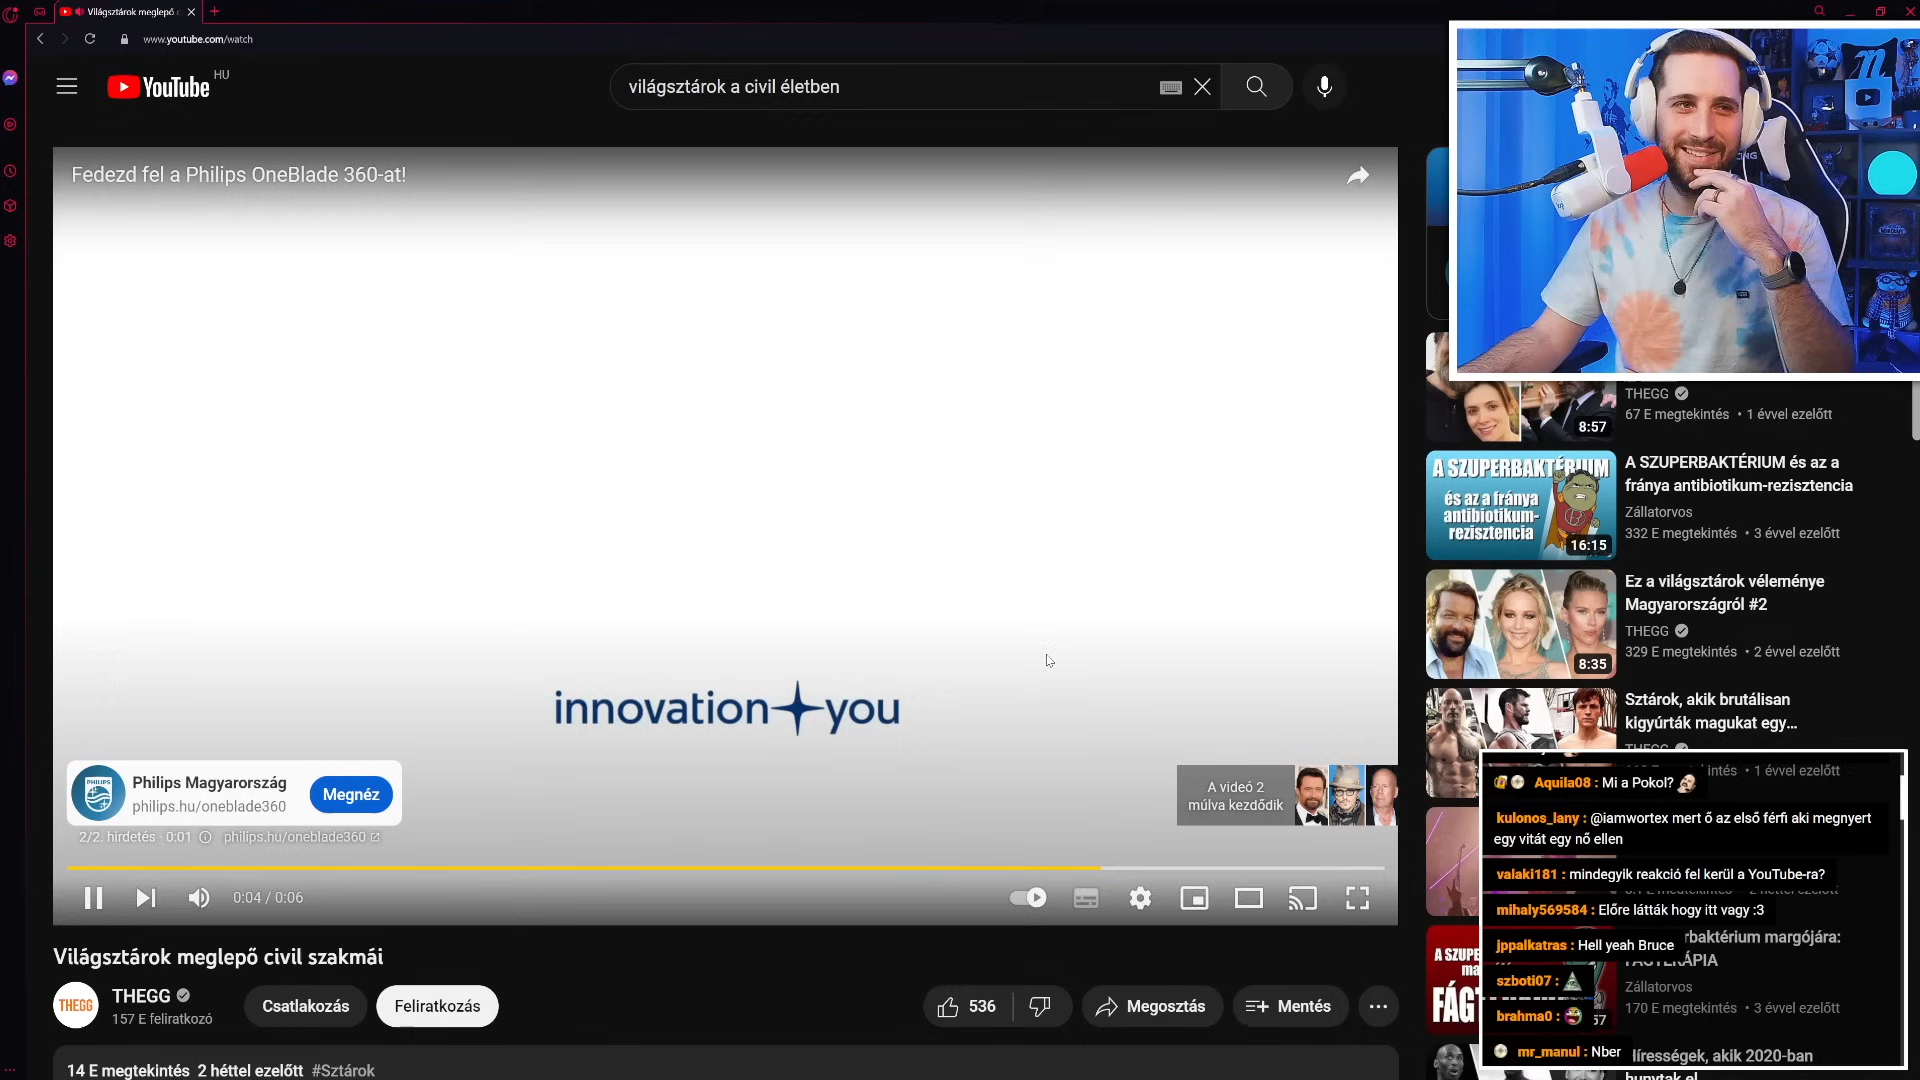 Világsztárok meglepő c
www.youtube.com/watch
YouTube HU
világsztárok a civil életben
Fedezd fel a Philips OneBlade 360-at!
innovation you
PHILIPS
Philips Magyarország
philips.hu/oneblade360
Megnéz
2/2. hirdetés · 0:01
philips.hu/oneblade360
A videó 2
múlva kezdődik
0:04 / 0:06
Világsztárok meglepő civil szakmái
THEGG
THEGG
157 E feliratkozó
Csatlakozás
Feliratkozás
536
Megosztás
Mentés
14 E megtekintés 2 héttel ezelőtt #Sztárok
8:57
THEGG
67 E megtekintés • 1 évvel ezelőtt
A SZUPERBAKTÉRIUM
és az a fránya
antibiotikum-
rezisztencia
16:15
A SZUPERBAKTÉRIUM és az a
fránya antibiotikum-rezisztencia
Zállatorvos
332 E megtekintés • 3 évvel ezelőtt
8:35
Ez a világsztárok véleménye
Magyarországról #2
THEGG
329 E megtekintés • 2 évvel ezelőtt
Sztárok, akik brutálisan
kigyúrták magukat egy...
THEGG
intés • 1 évvel ezelőtt
Aquila08 : Mi a Pokol?
kulonos_lany : @iamwortex mert ő az első férfi aki megnyert
egy vitát egy nő ellen
valaki181 : mindegyik reakció fel kerül a YouTube-ra?
mihaly569584 : Előre látták hogy itt vagy :3
jppalkatras : Hell yeah Bruce
szboti07 :
brahma0 :
mr_manul : Nber
A SZUPE
FÁGT
57
rbaktérium margójára:
FÁGTERÁPIA
Zállatorvos
170 E megtekintés • 3 évvel ezelőtt
Hírességek, akik 2020-ban
hunytak el